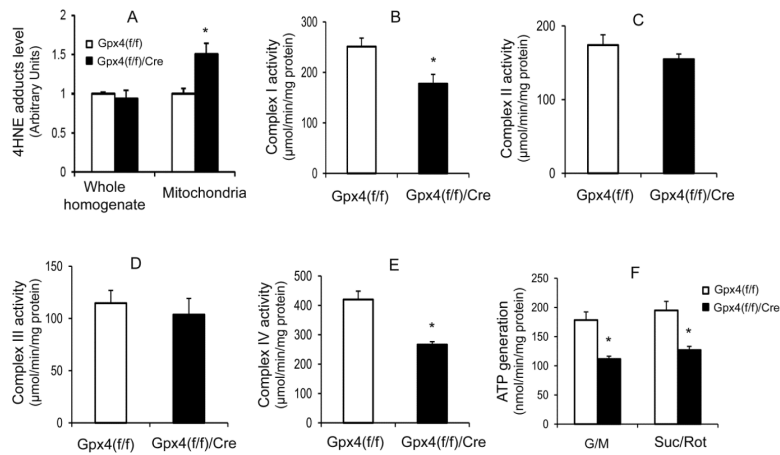 A
4HNE adducts level
(Arbitrary Units)
2
1.5
1
0.5
0
Gpx4(f/f)
Gpx4(f/f)/Cre
*
Whole
homogenate
Mitochondria
B
Complex I activity
(μmol/min/mg protein)
300
200
100
0
*
Gpx4(f/f)
Gpx4(f/f)/Cre
C
Complex II activity
(μmol/min/mg protein)
200
100
0
Gpx4(f/f)
Gpx4(f/f)/Cre
D
Complex III activity
(μmol/min/mg protein)
150
100
50
0
Gpx4(f/f)
Gpx4(f/f)/Cre
E
Complex IV activity
(μmol/min/mg protein)
500
400
300
200
100
0
*
Gpx4(f/f)
Gpx4(f/f)/Cre
F
ATP generation
(nmol/min/mg protein)
250
200
150
100
50
0
Gpx4(f/f)
Gpx4(f/f)/Cre
*
*
G/M
Suc/Rot